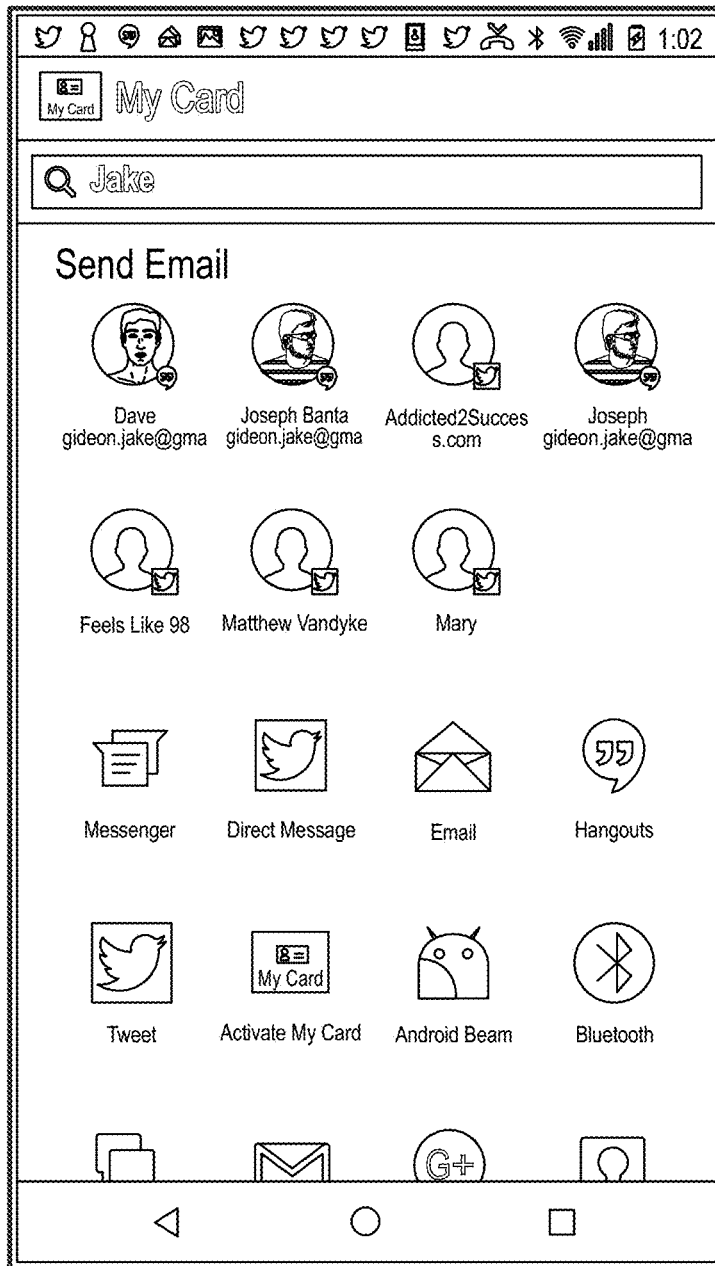 1:02
My Card My Card
Jake
Send Email
Dave Joseph Banta Addicted2Succes Joseph
gideon.jake@gma gideon.jake@gma s.com gideon.jake@gma
Feels Like 98 Matthew Vandyke Mary
Messenger Direct Message Email Hangouts
My Card
Tweet Activate My Card Android Beam Bluetooth
G+